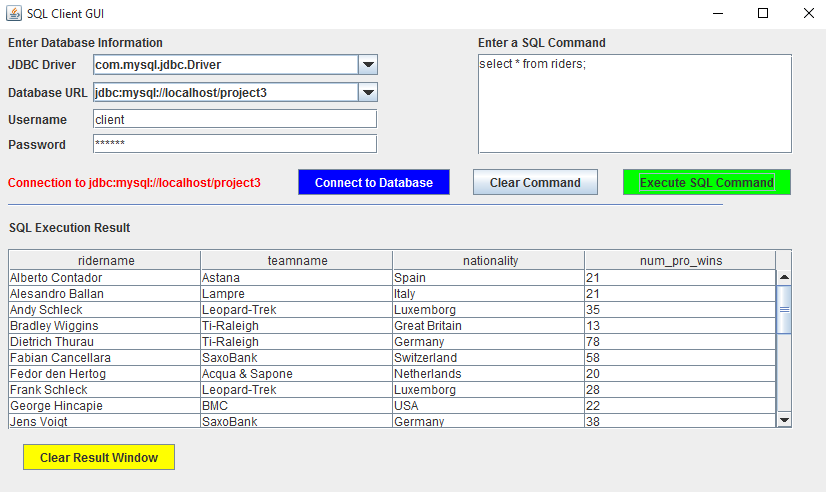 SQL Client GUI
Enter Database Information
Enter a SQL Command
JDBC Driver com.mysql.jdbc.Driver
select * from riders;
Database URL jdbc:mysql://localhost/project3
Username client
Password ******
Connection to jdbc:mysql://localhost/project3 Connect to Database Clear Command Execute SQL Command
SQL Execution Result
ridername teamname nationality num_pro_wins
Alberto Contador Astana Spain 21
Alesandro Ballan Lampre Italy 21
Andy Schleck Leopard-Trek Luxemborg 35
Bradley Wiggins Ti-Raleigh Great Britain 13
Dietrich Thurau Ti-Raleigh Germany 78
Fabian Cancellara SaxoBank Switzerland 58
Fedor den Hertog Acqua & Sapone Netherlands 20
Frank Schleck Leopard-Trek Luxemborg 28
George Hincapie BMC USA 22
Jens Voigt SaxoBank Germany 38
Clear Result Window